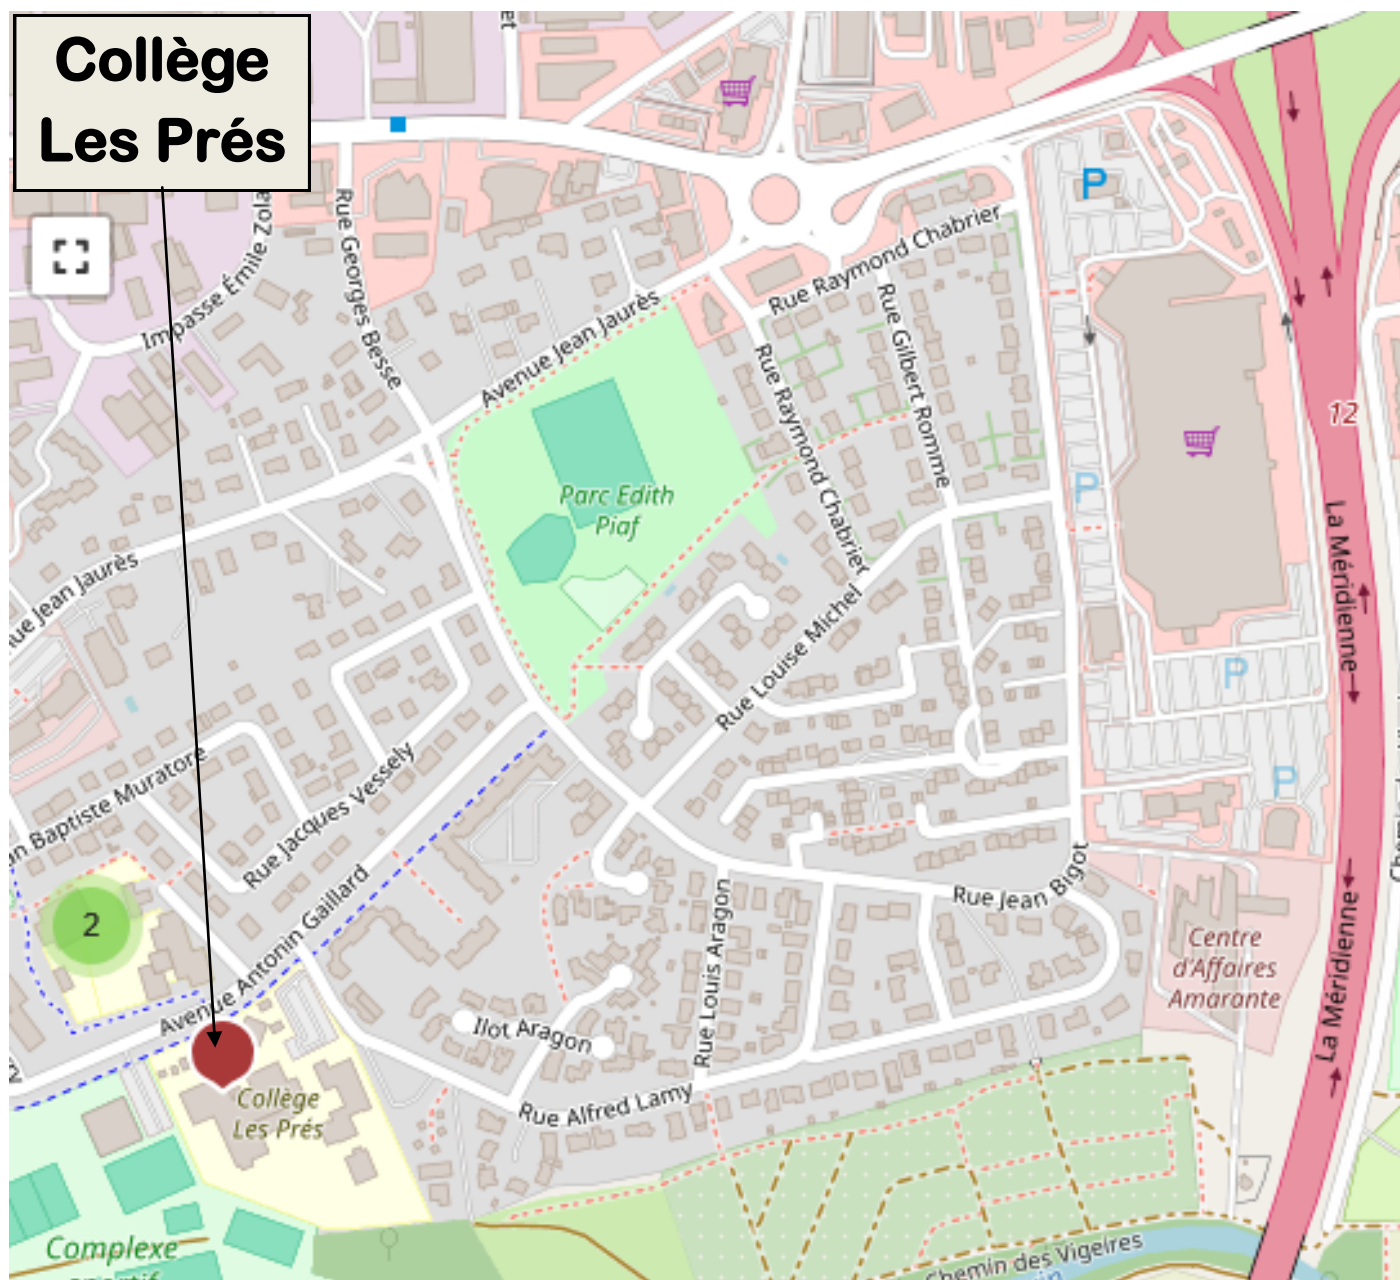 Collège
Les Prés
et
Impasse Émile Zola
Rue Georges Besse
Avenue Jean Jaurès
Rue Raymond Chabrier
Rue Gilbert Romme
Rue Raymond Chabrier
P
12
P
Parc Edith
Piaf
La Méridienne
ue Jean Jaurès
Rue Louise Michel
P
P
an Baptiste Muratore
Rue Jacques Vessely
Avenue Antonin Gaillard
2
Rue Jean Bigot
Rue Louis Aragon
Centre
d'Affaires
Amarante
La Méridienne
Ilot Aragon
Rue Alfred Lamy
Collège
Les Prés
Complexe
sportif
Chemin des Vigeires